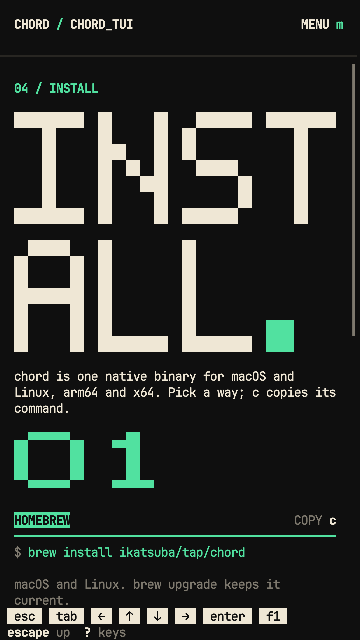 CHORD / CHORD_TUI MENU m
04 / INSTALL
INST
ALL.
chord is one native binary for macOS and
Linux, arm64 and x64. Pick a way; c copies its
command.
01
HOMEBREW COPY c
$ brew install ikatsuba/tap/chord
macOS and Linux. brew upgrade keeps it
current.
esc tab ← ↑ ↓ → enter f1
escape up ? keys